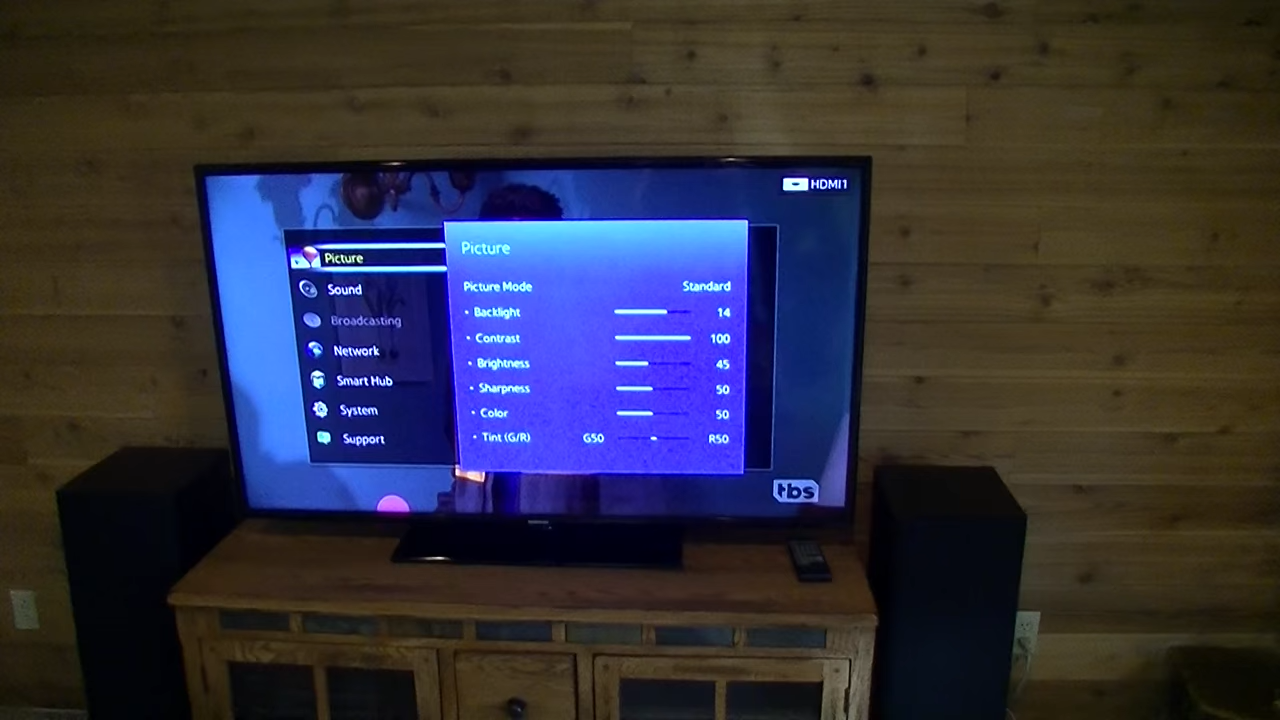 HDMI1
Picture
Sound
Broadcasting
Network
Smart Hub
System
Support
Picture
Picture Mode Standard
· Backlight 14
· Contrast 100
· Brightness 45
· Sharpness 50
· Color 50
· Tint (G/R) G50 R50
tbs